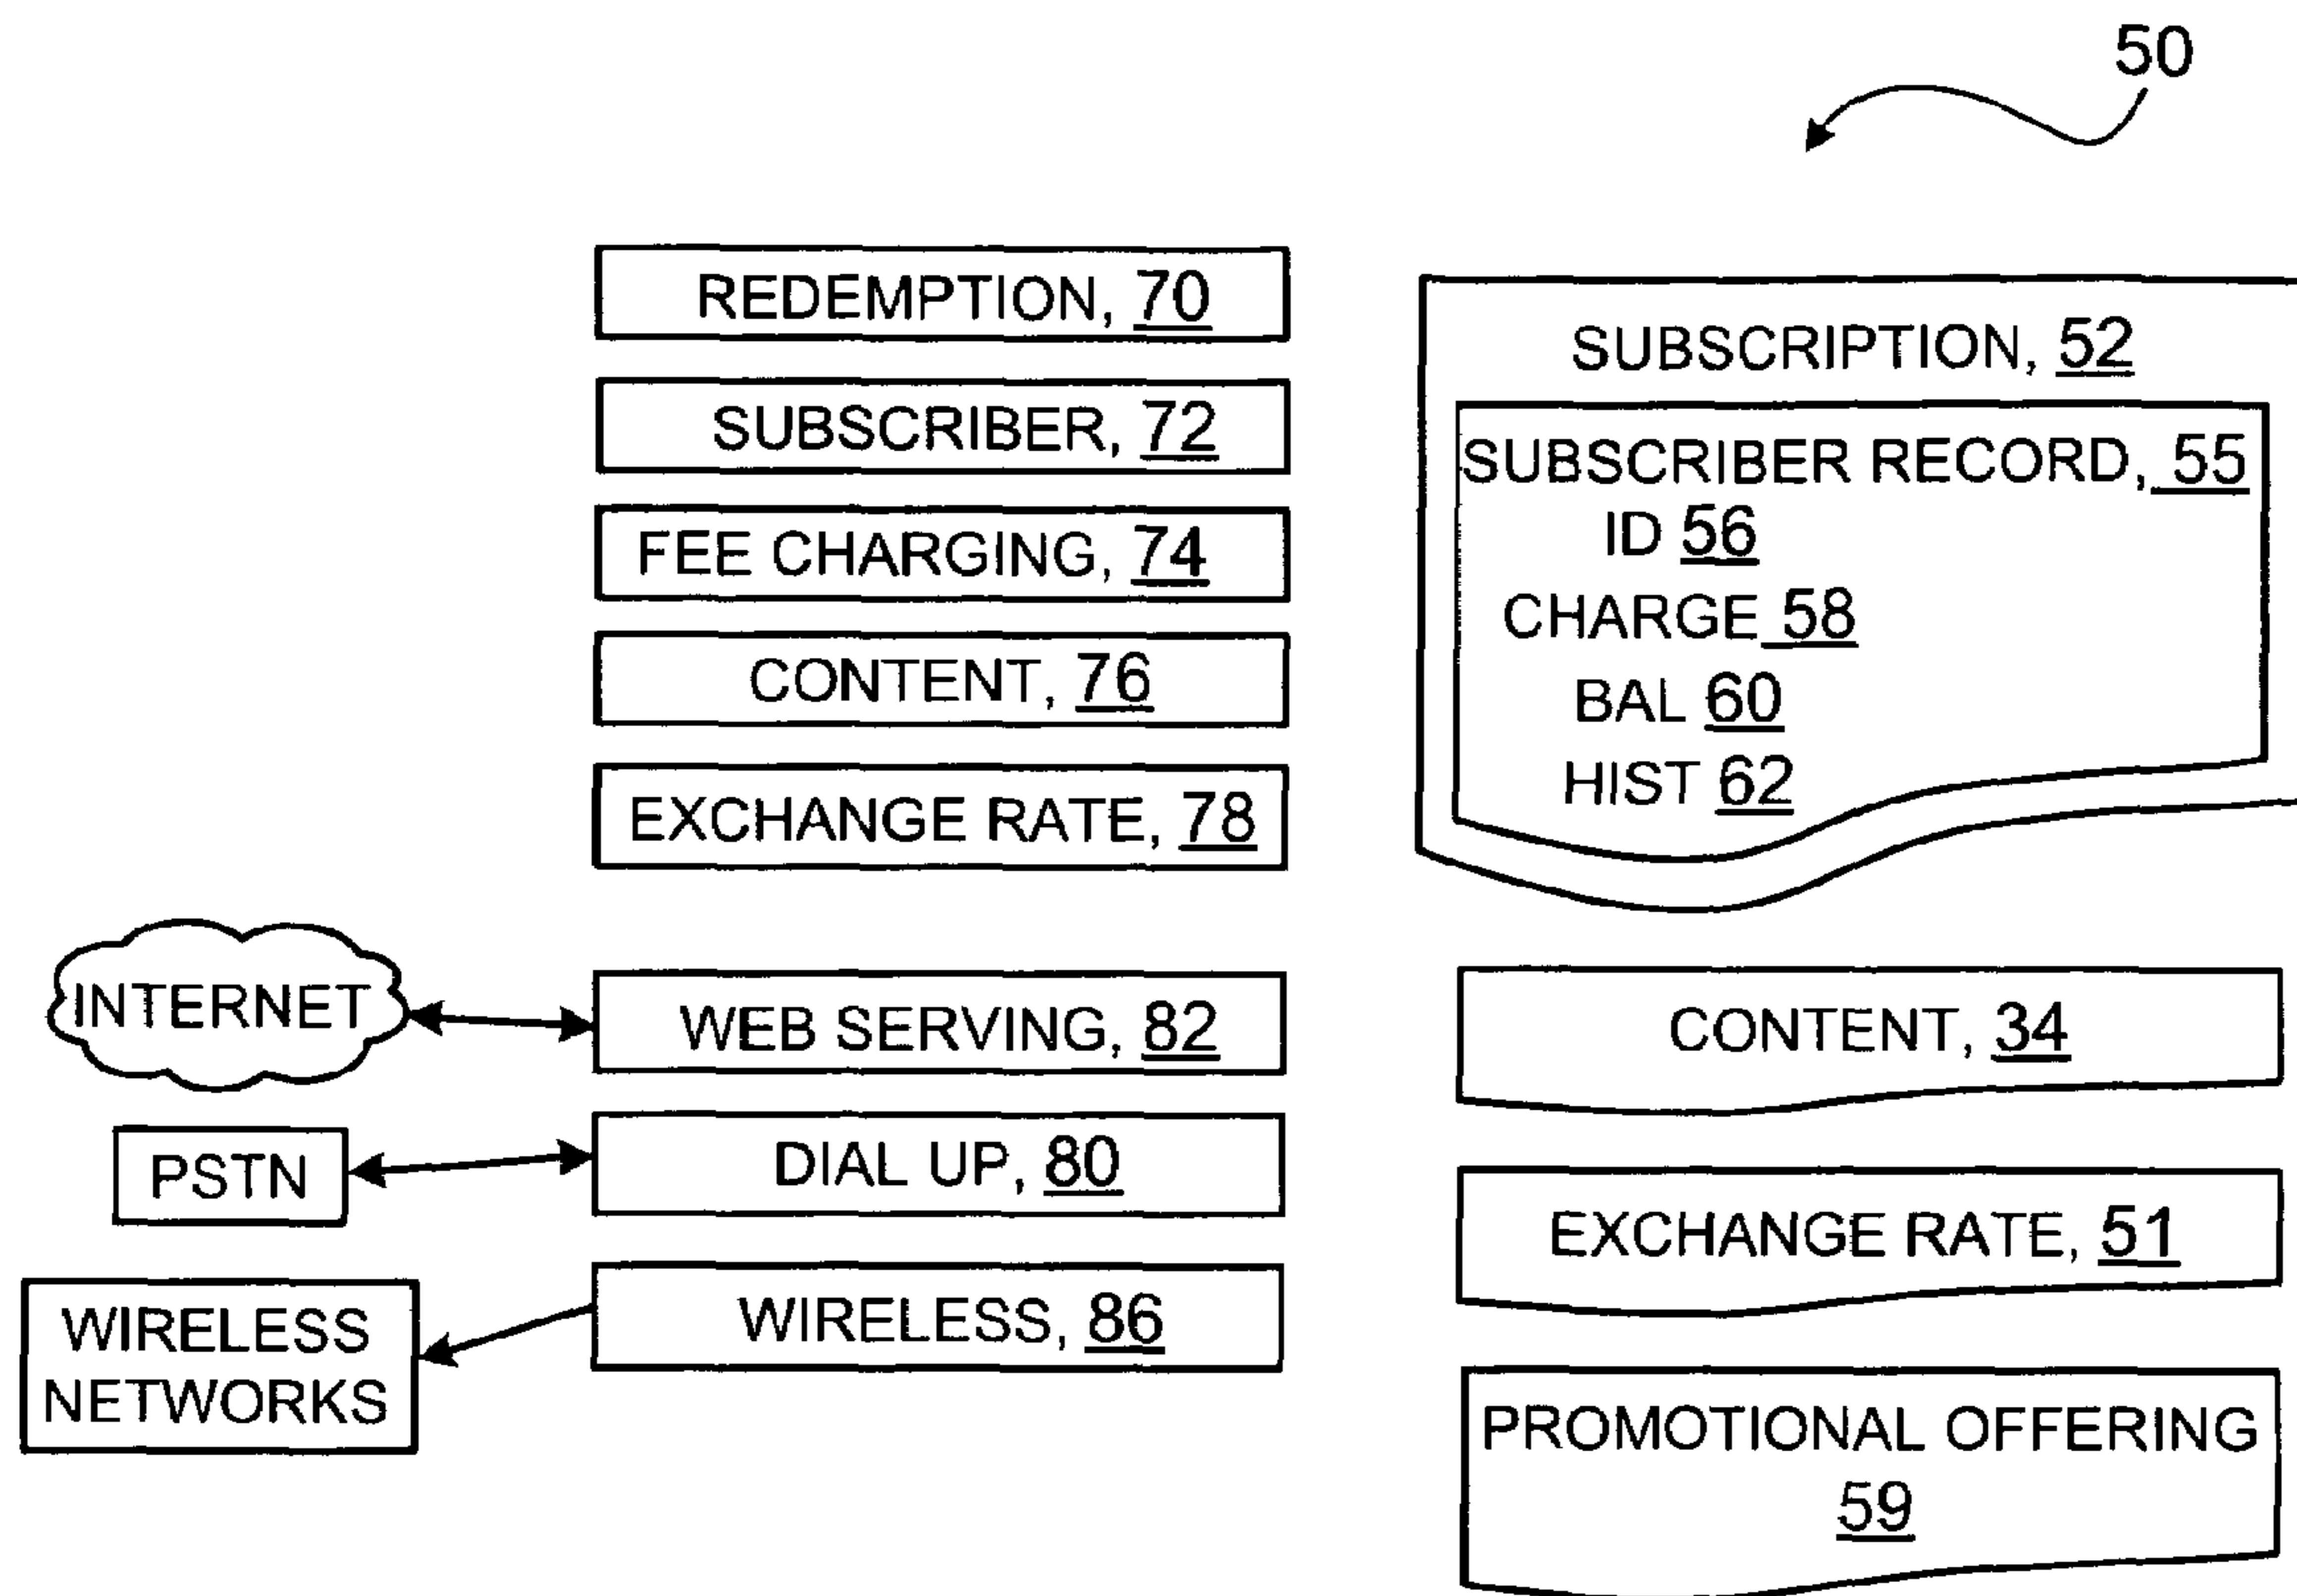 50
REDEMPTION, 70
SUBSCRIBER, 72
FEE CHARGING, 74
CONTENT, 76
EXCHANGE RATE, 78
SUBSCRIPTION, 52
SUBSCRIBER RECORD, 55
ID 56
CHARGE 58
BAL 60
HIST 62
INTERNET
WEB SERVING, 82
PSTN
DIAL UP, 80
WIRELESS
NETWORKS
WIRELESS, 86
CONTENT, 34
EXCHANGE RATE, 51
PROMOTIONAL OFFERING
59